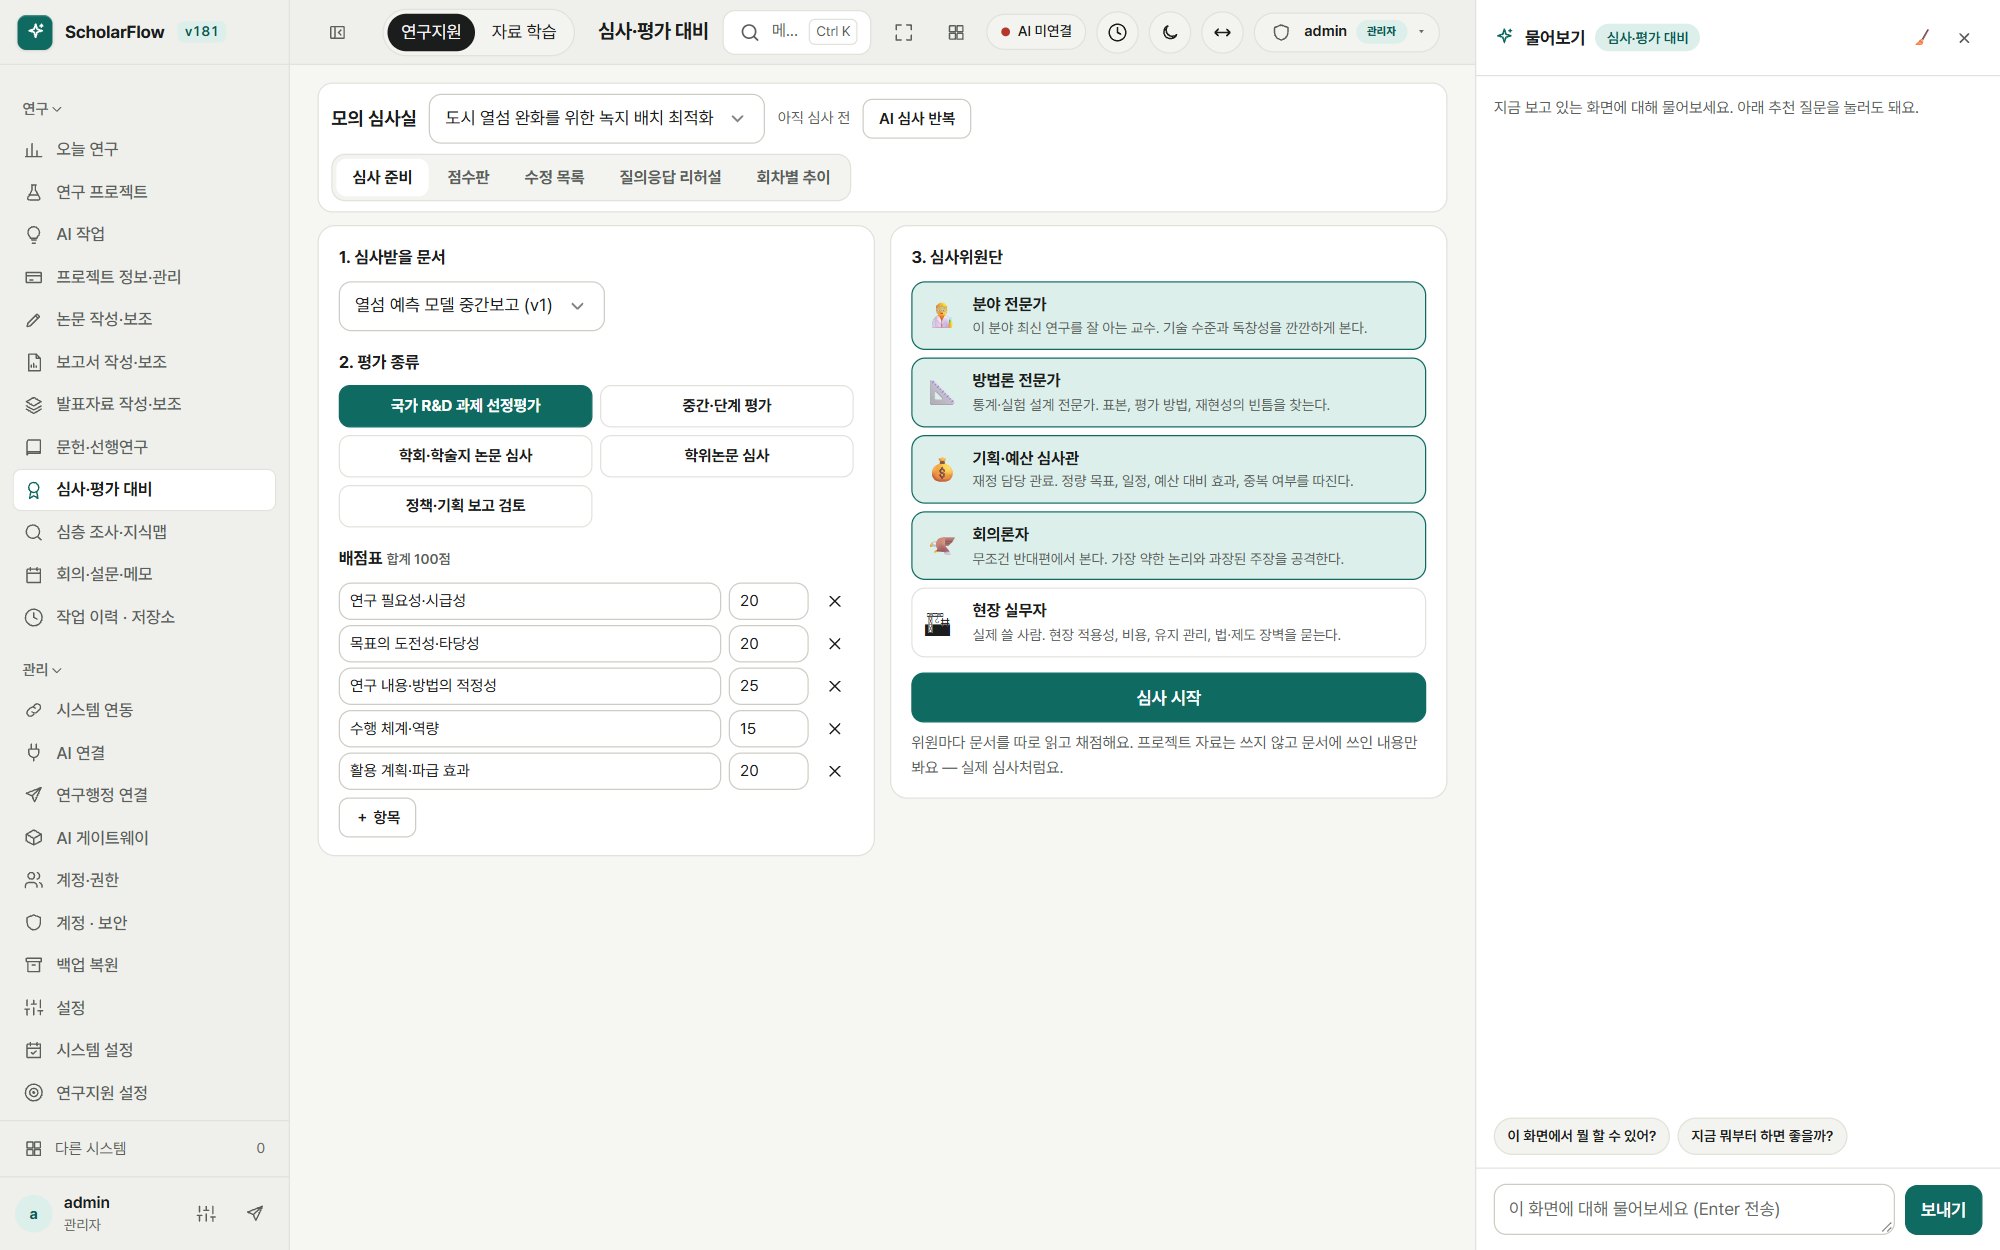 ScholarFlow v181
연구
오늘 연구
연구 프로젝트
AI 작업
프로젝트 정보·관리
논문 작성·보조
보고서 작성·보조
발표자료 작성·보조
문헌·선행연구
심사·평가 대비
심층 조사·지식맵
회의·설문·메모
작업 이력 · 저장소
관리
시스템 연동
AI 연결
연구행정 연결
AI 게이트웨이
계정·권한
계정 · 보안
백업 복원
설정
시스템 설정
연구지원 설정
다른 시스템 0
a admin
관리자
연구지원 자료 학습 심사·평가 대비 메... Ctrl K AI 미연결 admin 관리자
모의 심사실 도시 열섬 완화를 위한 녹지 배치 최적화 아직 심사 전 AI 심사 반복
심사 준비 점수판 수정 목록 질의응답 리허설 회차별 추이
1. 심사받을 문서
열섬 예측 모델 중간보고 (v1)
2. 평가 종류
국가 R&D 과제 선정평가 중간·단계 평가
학회·학술지 논문 심사 학위논문 심사
정책·기획 보고 검토
배점표 합계 100점
연구 필요성·시급성 20
목표의 도전성·타당성 20
연구 내용·방법의 적정성 25
수행 체계·역량 15
활용 계획·파급 효과 20
+ 항목
3. 심사위원단
분야 전문가
이 분야 최신 연구를 잘 아는 교수. 기술 수준과 독창성을 깐깐하게 본다.
방법론 전문가
통계·실험 설계 전문가. 표본, 평가 방법, 재현성의 빈틈을 찾는다.
기획·예산 심사관
재정 담당 관료. 정량 목표, 일정, 예산 대비 효과, 중복 여부를 따진다.
회의론자
무조건 반대편에서 본다. 가장 약한 논리와 과장된 주장을 공격한다.
현장 실무자
실제 쓸 사람. 현장 적용성, 비용, 유지 관리, 법·제도 장벽을 묻는다.
심사 시작
위원마다 문서를 따로 읽고 채점해요. 프로젝트 자료는 쓰지 않고 문서에 쓰인 내용만
봐요 — 실제 심사처럼요.
물어보기 심사·평가 대비
지금 보고 있는 화면에 대해 물어보세요. 아래 추천 질문을 눌러도 돼요.
이 화면에서 뭘 할 수 있어? 지금 뭐부터 하면 좋을까?
이 화면에 대해 물어보세요 (Enter 전송) 보내기